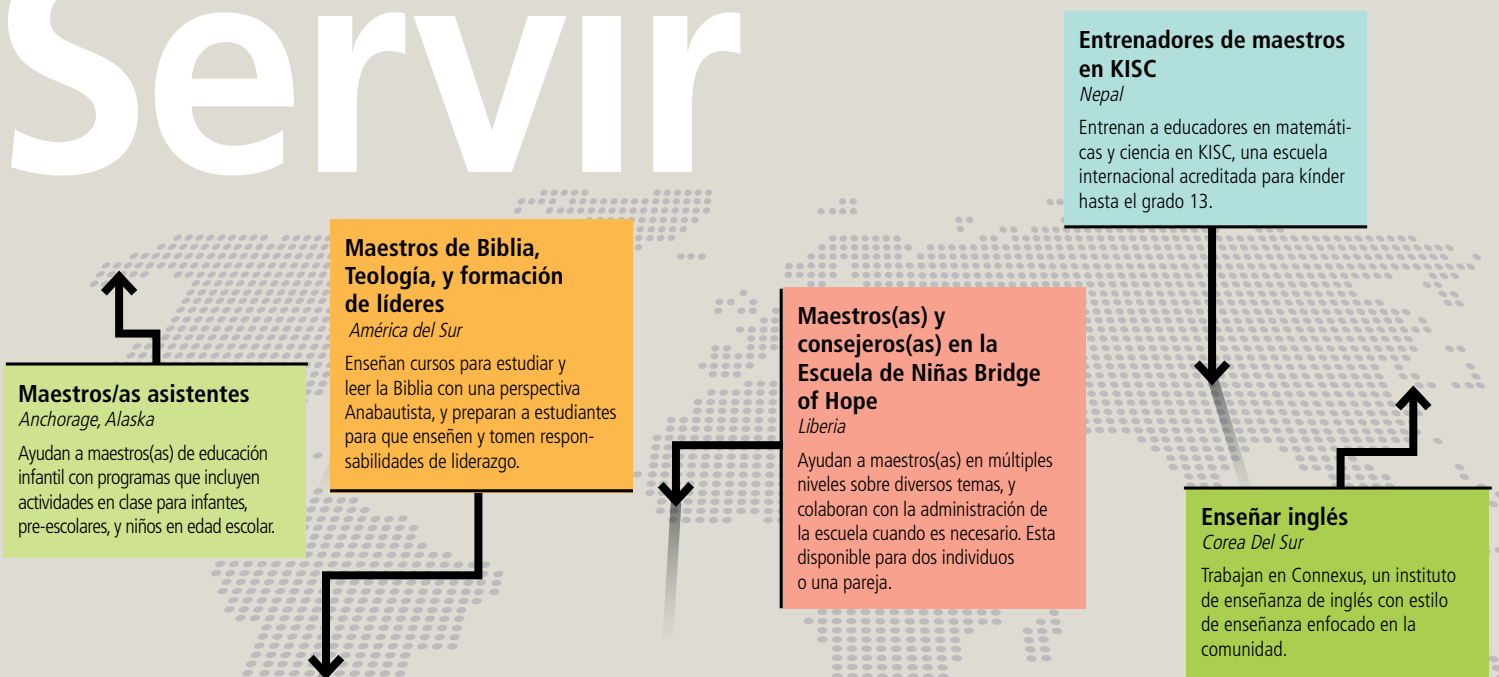 Servir
Maestros/as asistentes
Anchorage, Alaska
Ayudan a maestros(as) de educación
infantil con programas que incluyen
actividades en clase para infantes,
pre-escolares, y niños en edad escolar.
Maestros de Biblia,
Teología, y formación
de líderes
América del Sur
Enseñan cursos para estudiar y
leer la Biblia con una perspectiva
Anabautista, y preparan a estudiantes
para que enseñen y tomen respon-
sabilidades de liderazgo.
Maestros(as) y
consejeros(as) en la
Escuela de Niñas Bridge
of Hope
Liberia
Ayudan a maestros(as) en múltiples
niveles sobre diversos temas, y
colaboran con la administración de
la escuela cuando es necesario. Esta
disponible para dos individuos
o una pareja.
Entrenadores de maestros
en KISC
Nepal
Entrenan a educadores en matemáti-
cas y ciencia en KISC, una escuela
internacional acreditada para kínder
hasta el grado 13.
Enseñar inglés
Corea Del Sur
Trabajan en Connexus, un instituto
de enseñanza de inglés con estilo
de enseñanza enfocado en la
comunidad.